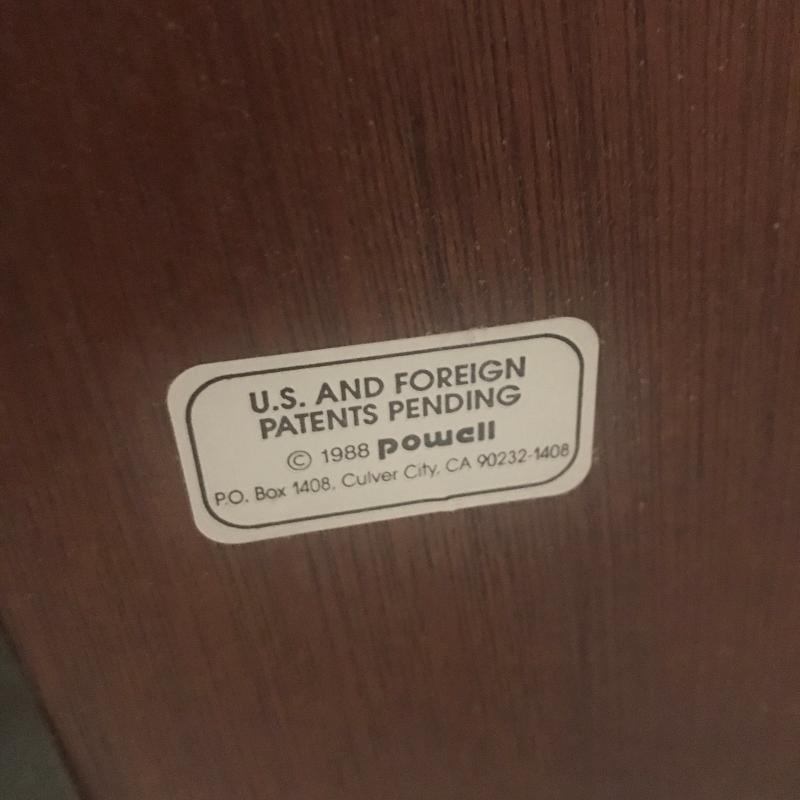 U.S. AND FOREIGN
PATENTS PENDING
© 1988 powell
P.O. Box 1408, Culver City, CA 90232-1408